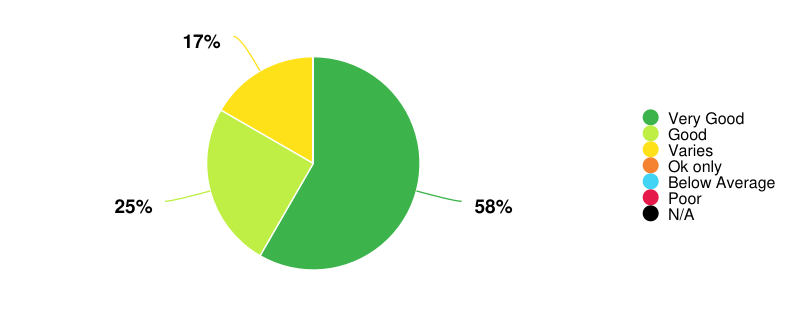 17%
25%
58%
Very Good
Good
Varies
Ok only
Below Average
Poor
N/A